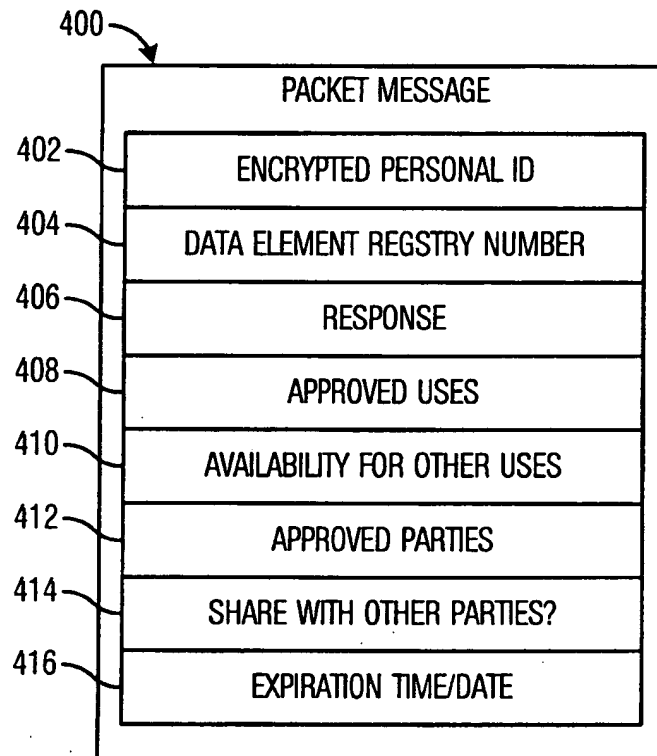 400
PACKET MESSAGE
402 ENCRYPTED PERSONAL ID
404 DATA ELEMENT REGSTRY NUMBER
406 RESPONSE
408 APPROVED USES
410 AVAILABILITY FOR OTHER USES
412 APPROVED PARTIES
414 SHARE WITH OTHER PARTIES?
416 EXPIRATION TIME/DATE